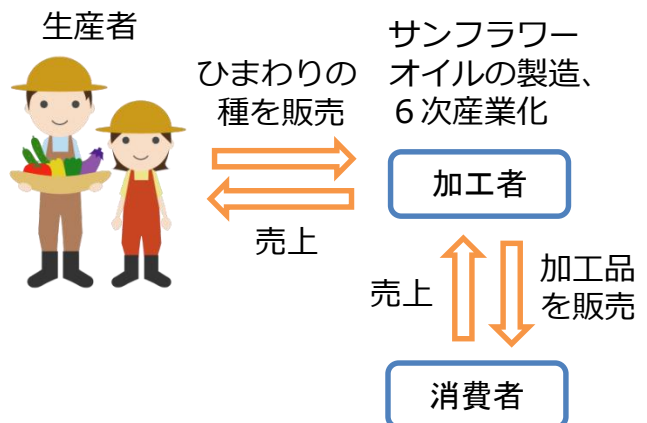 生産者
ひまわりの
種を販売
サンフラワー
オイルの製造、
６次産業化
加工者
売上
売上
加工品
を販売
消費者